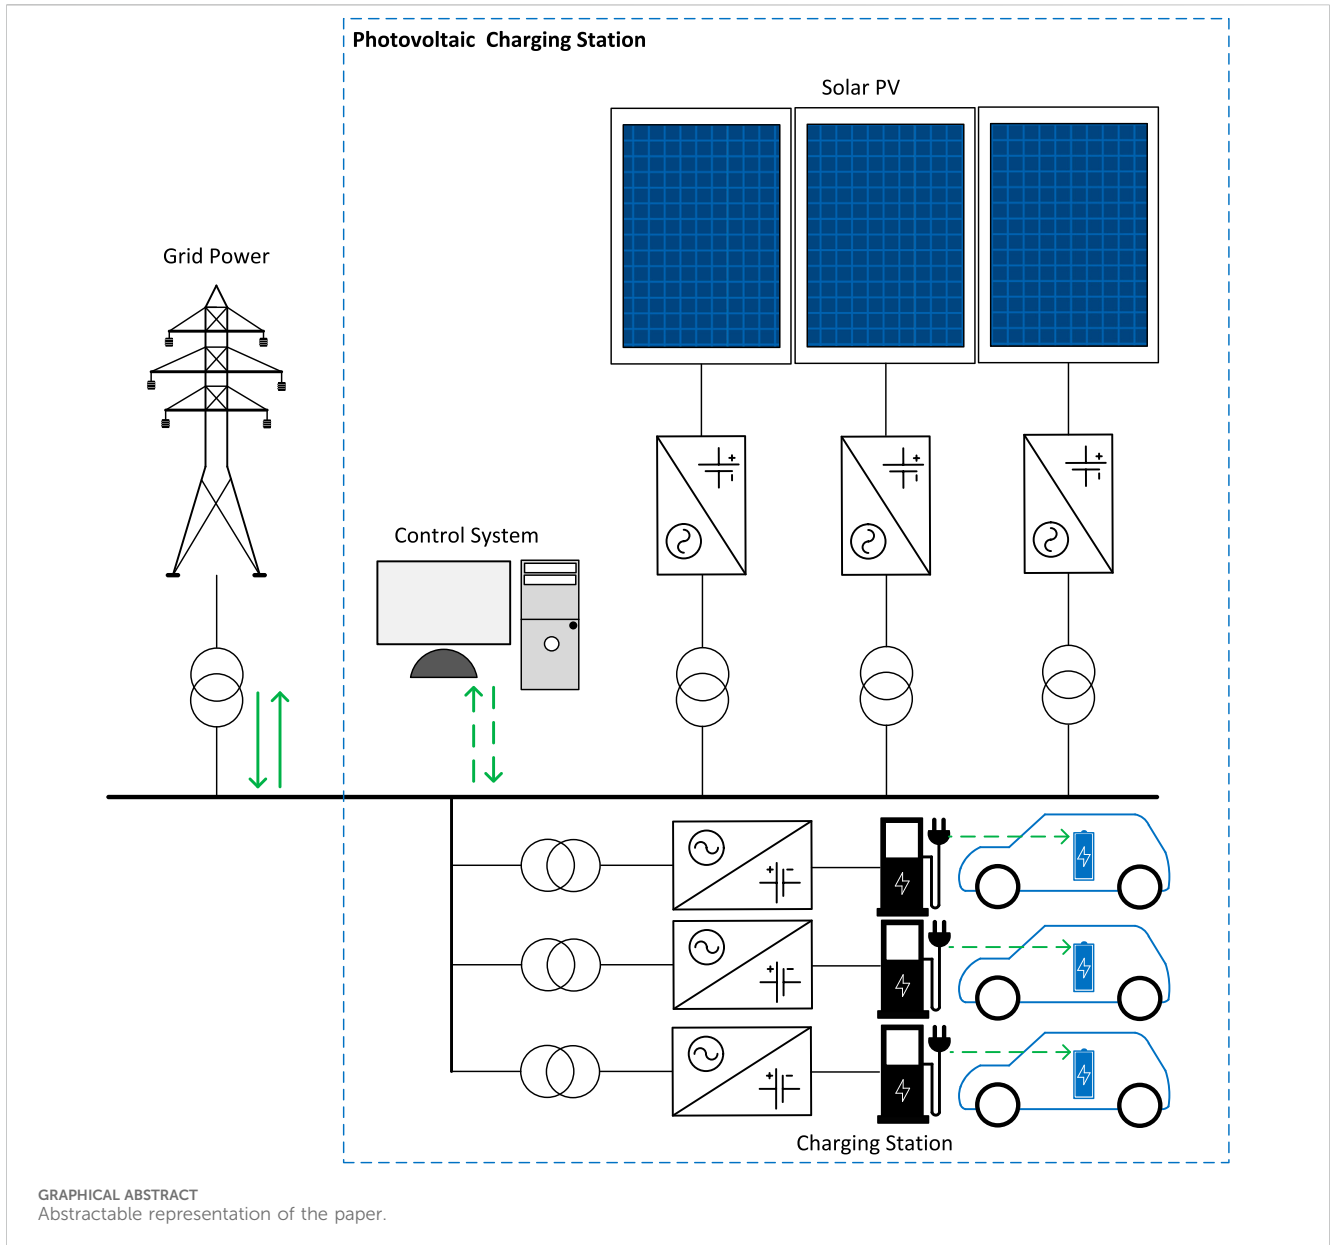 Photovoltaic Charging Station
Solar PV
Grid Power
Control System
Charging Station
GRAPHICAL ABSTRACT
Abstractable representation of the paper.